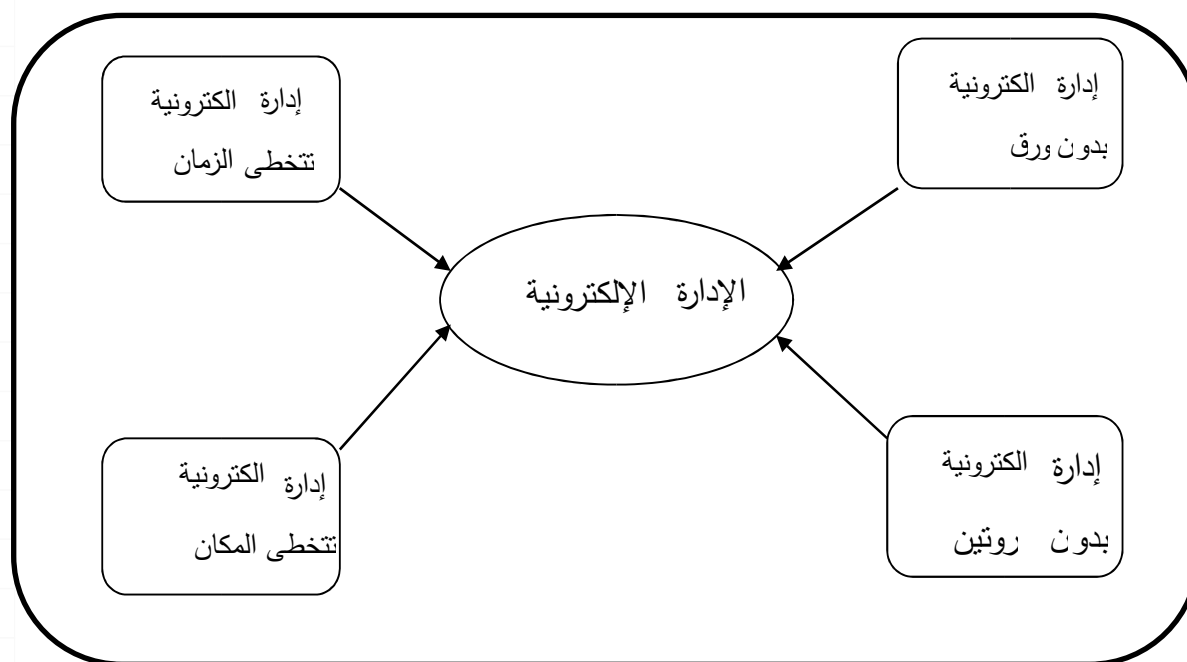 إدارة الكترونية
بدون ورق
إدارة الكترونية
تتخطى الزمان
الإدارة الإلكترونية
إدارة الكترونية
بدون روتين
إدارة الكترونية
تتخطى المكان